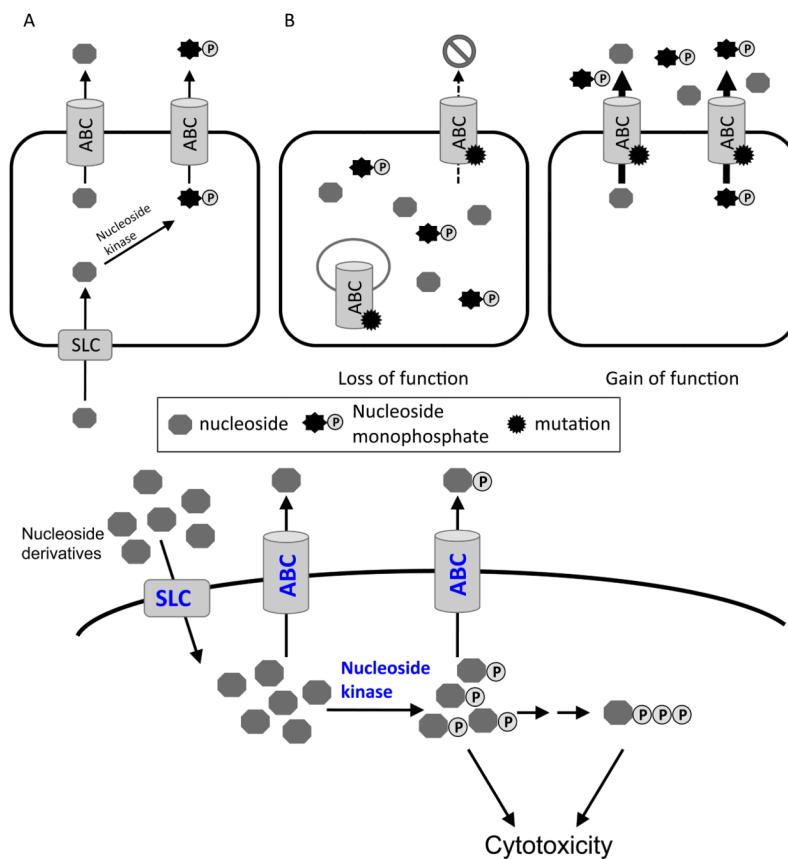 A
B
P
P
ABC
ABC
ABC
ABC
ABC
P
P
P
Nucleoside
kinase
P
P
P
ABC
P
SLC
Loss of function
Gain of function
nucleoside
P
Nucleoside
monophosphate
mutation
P
Nucleoside
derivatives
ABC
ABC
SLC
Nucleoside
kinase
P
P
P
P
P P P
Cytotoxicity